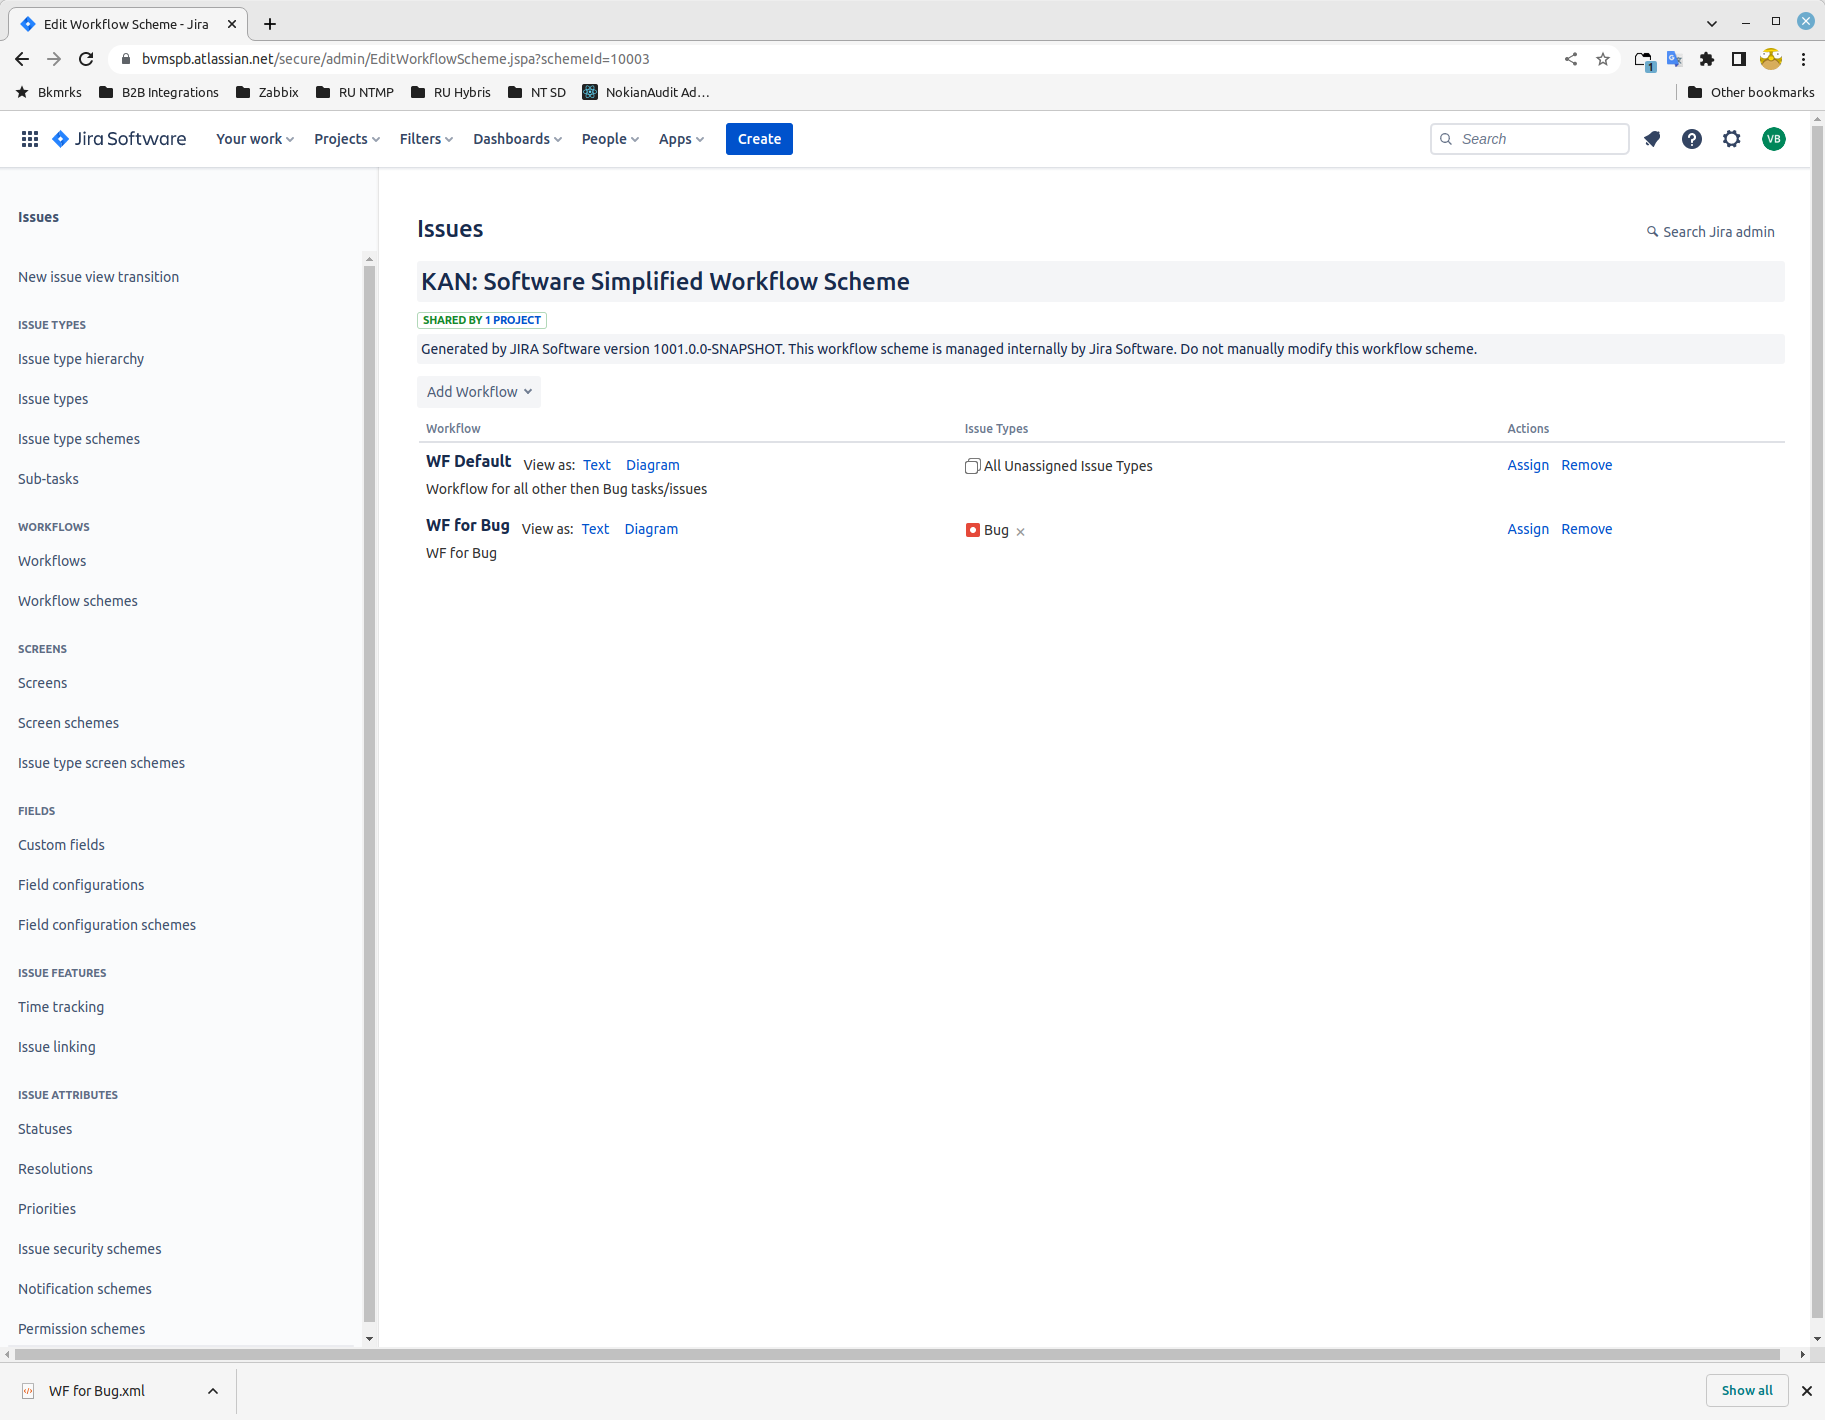 Edit Workflow Scheme - Jira
bvmspb.atlassian.net/secure/admin/EditWorkflowScheme.jspa?schemeId=10003
1
Bkmrks B2B Integrations Zabbix RU NTMP RU Hybris NT SD NokianAudit Ad... Other bookmarks
Jira Software Your work Projects Filters Dashboards People Apps Create Search VB
Issues
New issue view transition
ISSUE TYPES
Issue type hierarchy
Issue types
Issue type schemes
Sub-tasks
WORKFLOWS
Workflows
Workflow schemes
SCREENS
Screens
Screen schemes
Issue type screen schemes
FIELDS
Custom fields
Field configurations
Field configuration schemes
ISSUE FEATURES
Time tracking
Issue linking
ISSUE ATTRIBUTES
Statuses
Resolutions
Priorities
Issue security schemes
Notification schemes
Permission schemes
Issues
Search Jira admin
KAN: Software Simplified Workflow Scheme
SHARED BY 1 PROJECT
Generated by JIRA Software version 1001.0.0-SNAPSHOT. This workflow scheme is managed internally by Jira Software. Do not manually modify this workflow scheme.
Add Workflow
Workflow Issue Types Actions
WF Default View as: Text Diagram All Unassigned Issue Types Assign Remove
Workflow for all other then Bug tasks/issues
WF for Bug View as: Text Diagram Bug Assign Remove
WF for Bug
WF for Bug.xml Show all